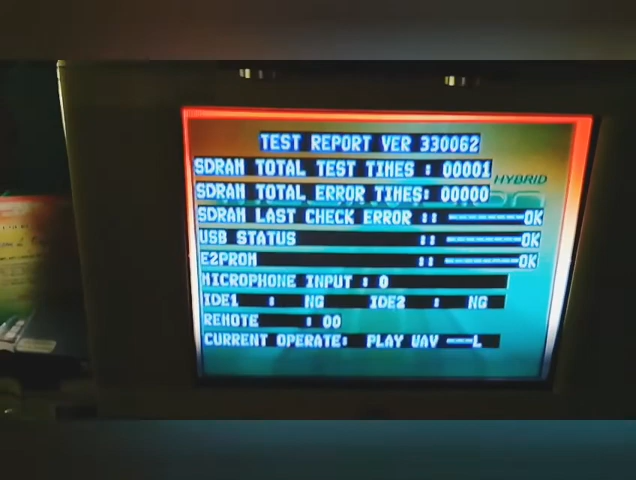 TEST REPORT VER 330062
SDRAM TOTAL TEST TIMES : 00001
HYBRID
SDRAM TOTAL ERROR TIMES: 00000
SDRAM LAST CHECK ERROR :: ------OK
USB STATUS :: ------OK
E2PROM :: ------OK
MICROPHONE INPUT : 0
IDE1 : NG IDE2 : NG
REMOTE : 00
CURRENT OPERATE: PLAY WAV ---L